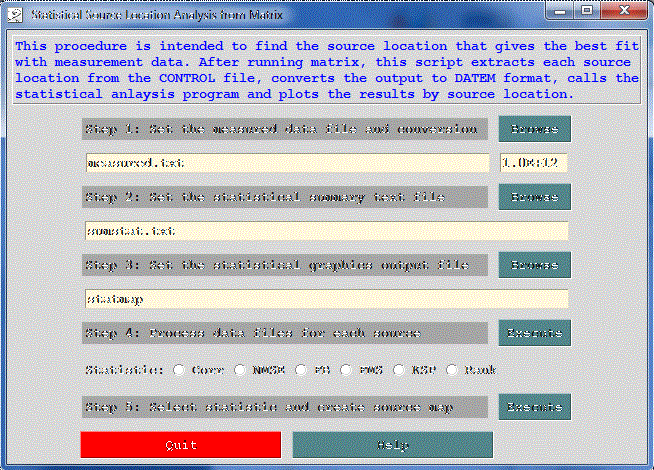 Statistical Source Location Analysis from Matrix
This procedure is intended to find the source location that gives the best fit
with measurement data. After running matrix, this script extracts each source
location from the CONTROL file, converts the output to DATEM format, calls the
statistical anlaysis program and plots the results by source location.
Step 1: Set the measured data file and conversion Browse
measured.txt 1.0E+12
Step 2: Set the statistical summary text file Browse
sumstat.txt
Step 3: Set the statistical graphics output file Browse
statmap
Step 4: Process data files for each source Execute
Statistic: Corr NMSE FB FMS KSP Rank
Step 5: Select statistic and create source map Execute
Quit Help